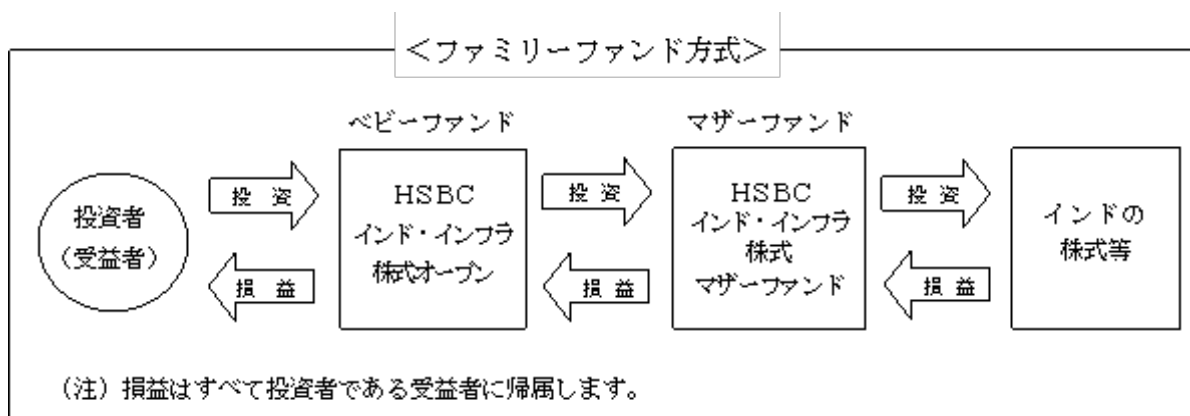 ＜ファミリーファンド方式＞
ベビーファンド
マザーファンド
投資者
（受益者）
投資
損益
HSBC
インド・インフラ
株式オープン
投資
損益
HSBC
インド・インフラ
株式
マザーファンド
投資
損益
インドの
株式等
（注）損益はすべて投資者である受益者に帰属します。